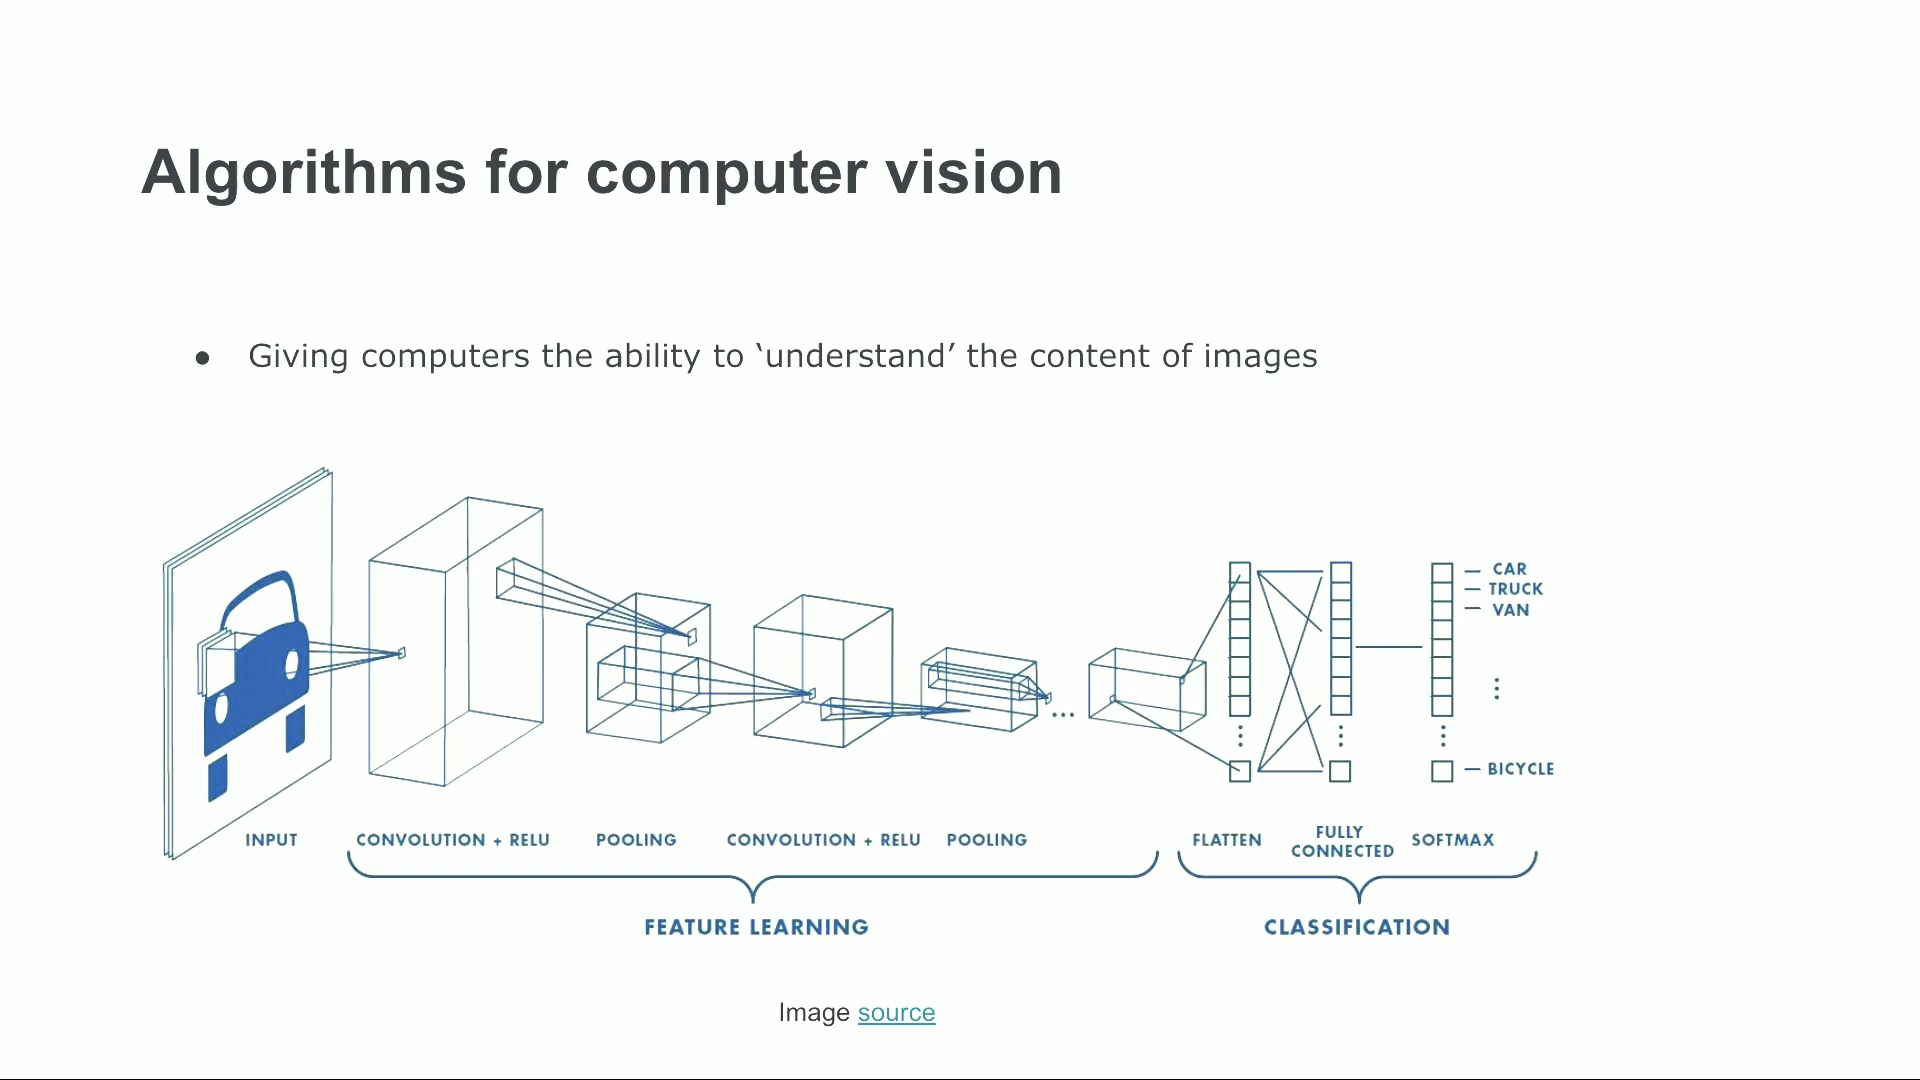 Algorithms for computer vision
● Giving computers the ability to ‘understand’ the content of images
CAR
TRUCK
VAN
BICYCLE
INPUT
CONVOLUTION + RELU
POOLING
CONVOLUTION + RELU
POOLING
FLATTEN
FULLY
CONNECTED
SOFTMAX
FEATURE LEARNING
CLASSIFICATION
Image source